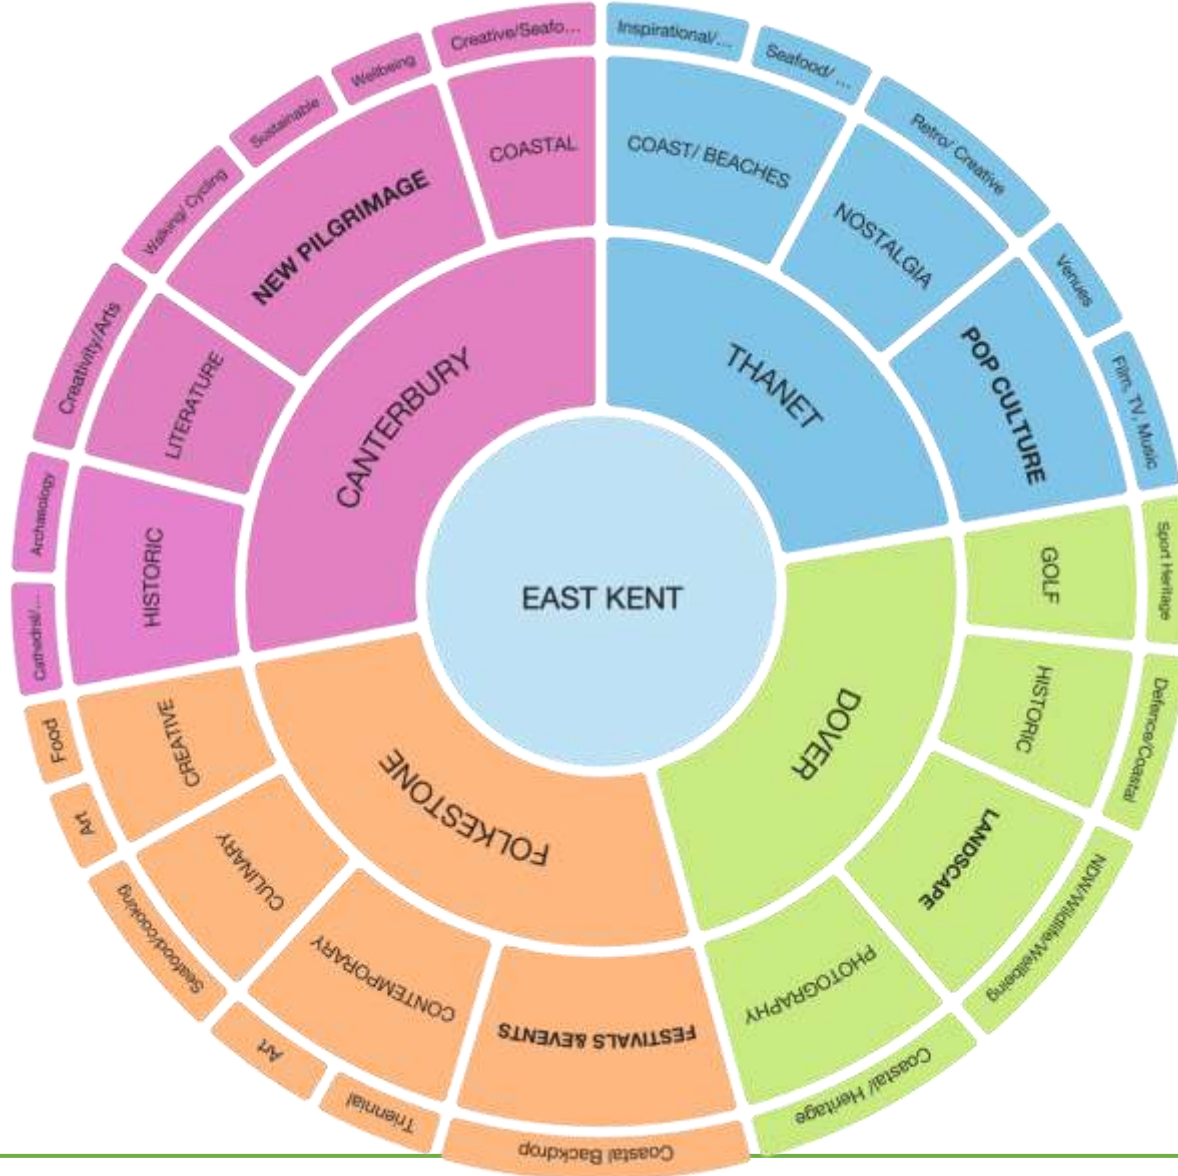 EAST KENT
THANET
COAST/ BEACHES
Inspirational/...
Seafood/ ...
NOSTALGIA
Retro/ Creative
POP CULTURE
Venues
Film, TV, Music
DOVER
GOLF
Sport Heritage
HISTORIC
Defence/Coastal
LANDSCAPE
NDW/Wildlife/Wellbeing
PHOTOGRAPHY
Coastal/ Heritage
FOLKESTONE
FESTIVALS &EVENTS
Coastal Backdrop
CONTEMPORARY
Triennial
Art
CULINARY
Seafood/cooking
CREATIVE
Art
Food
CANTERBURY
HISTORIC
Cathedral/...
Archaeology
LITERATURE
Creativity/Arts
NEW PILGRIMAGE
Walking/ Cycling
Sustainable
Wellbeing
COASTAL
Creative/Seafo...